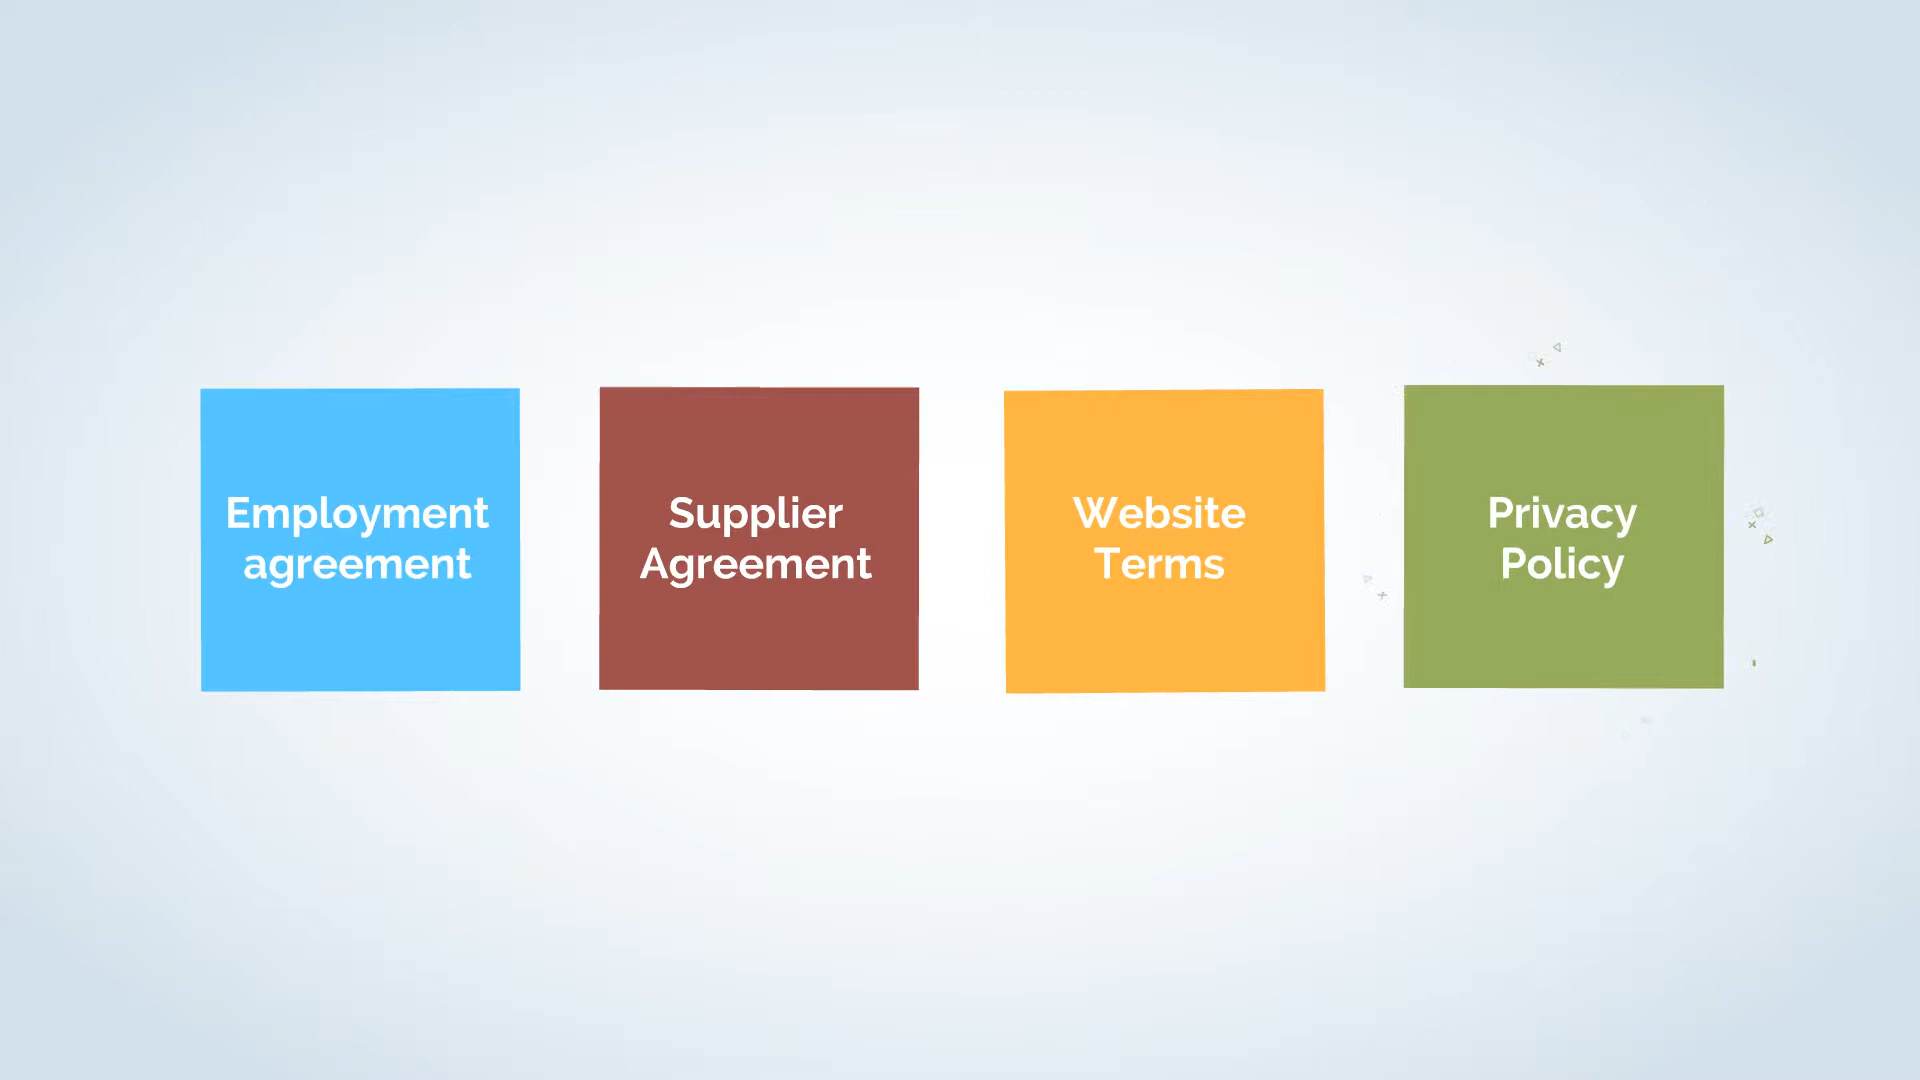 Employment
agreement
Supplier
Agreement
Website
Terms
Privacy
Policy